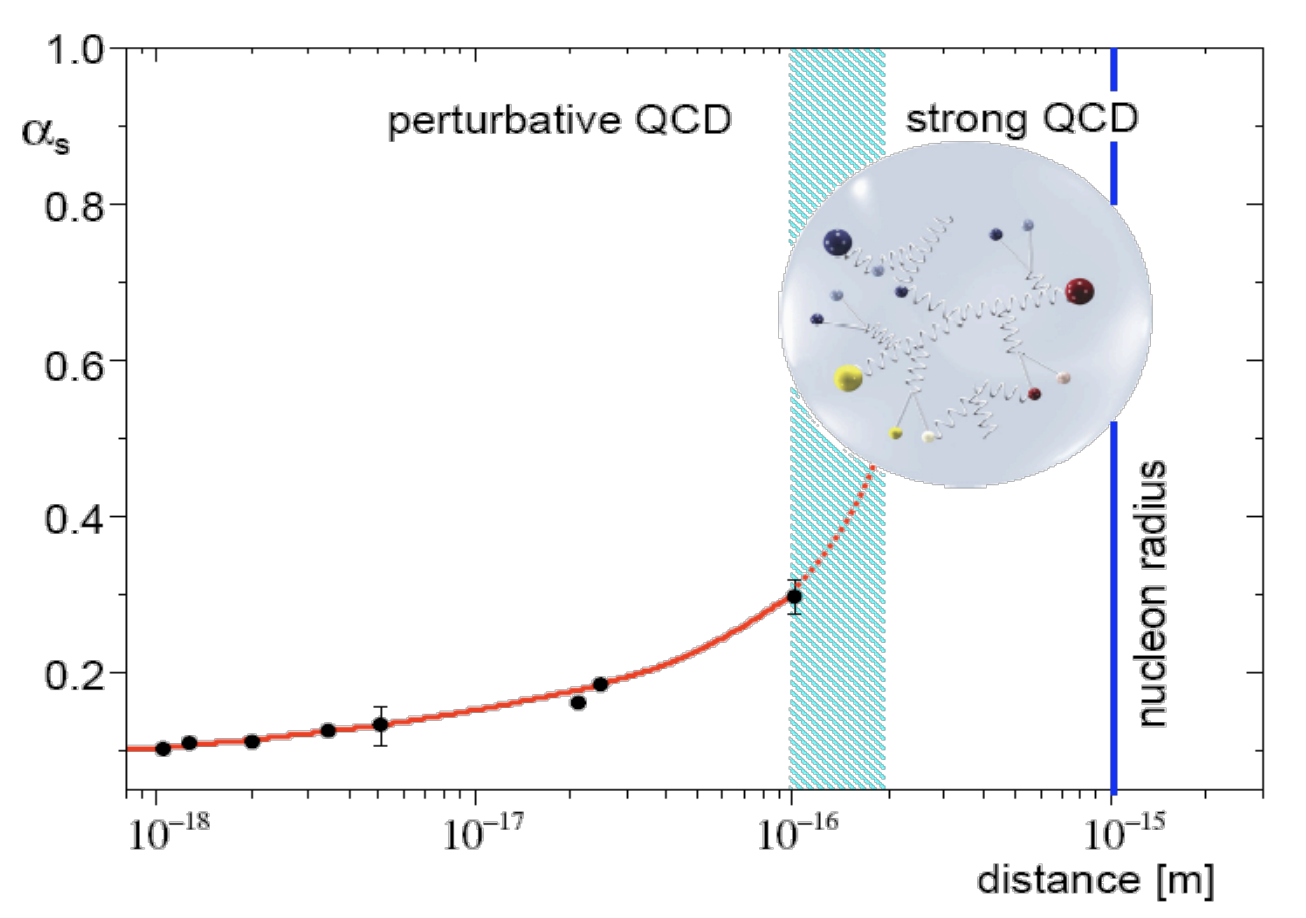 1.0
perturbative QCD
strong QCD
αs
0.8
0.6
0.4
0.2
nucleon radius
10⁻¹⁸
10⁻¹⁷
10⁻¹⁶
10⁻¹⁵
distance [m]